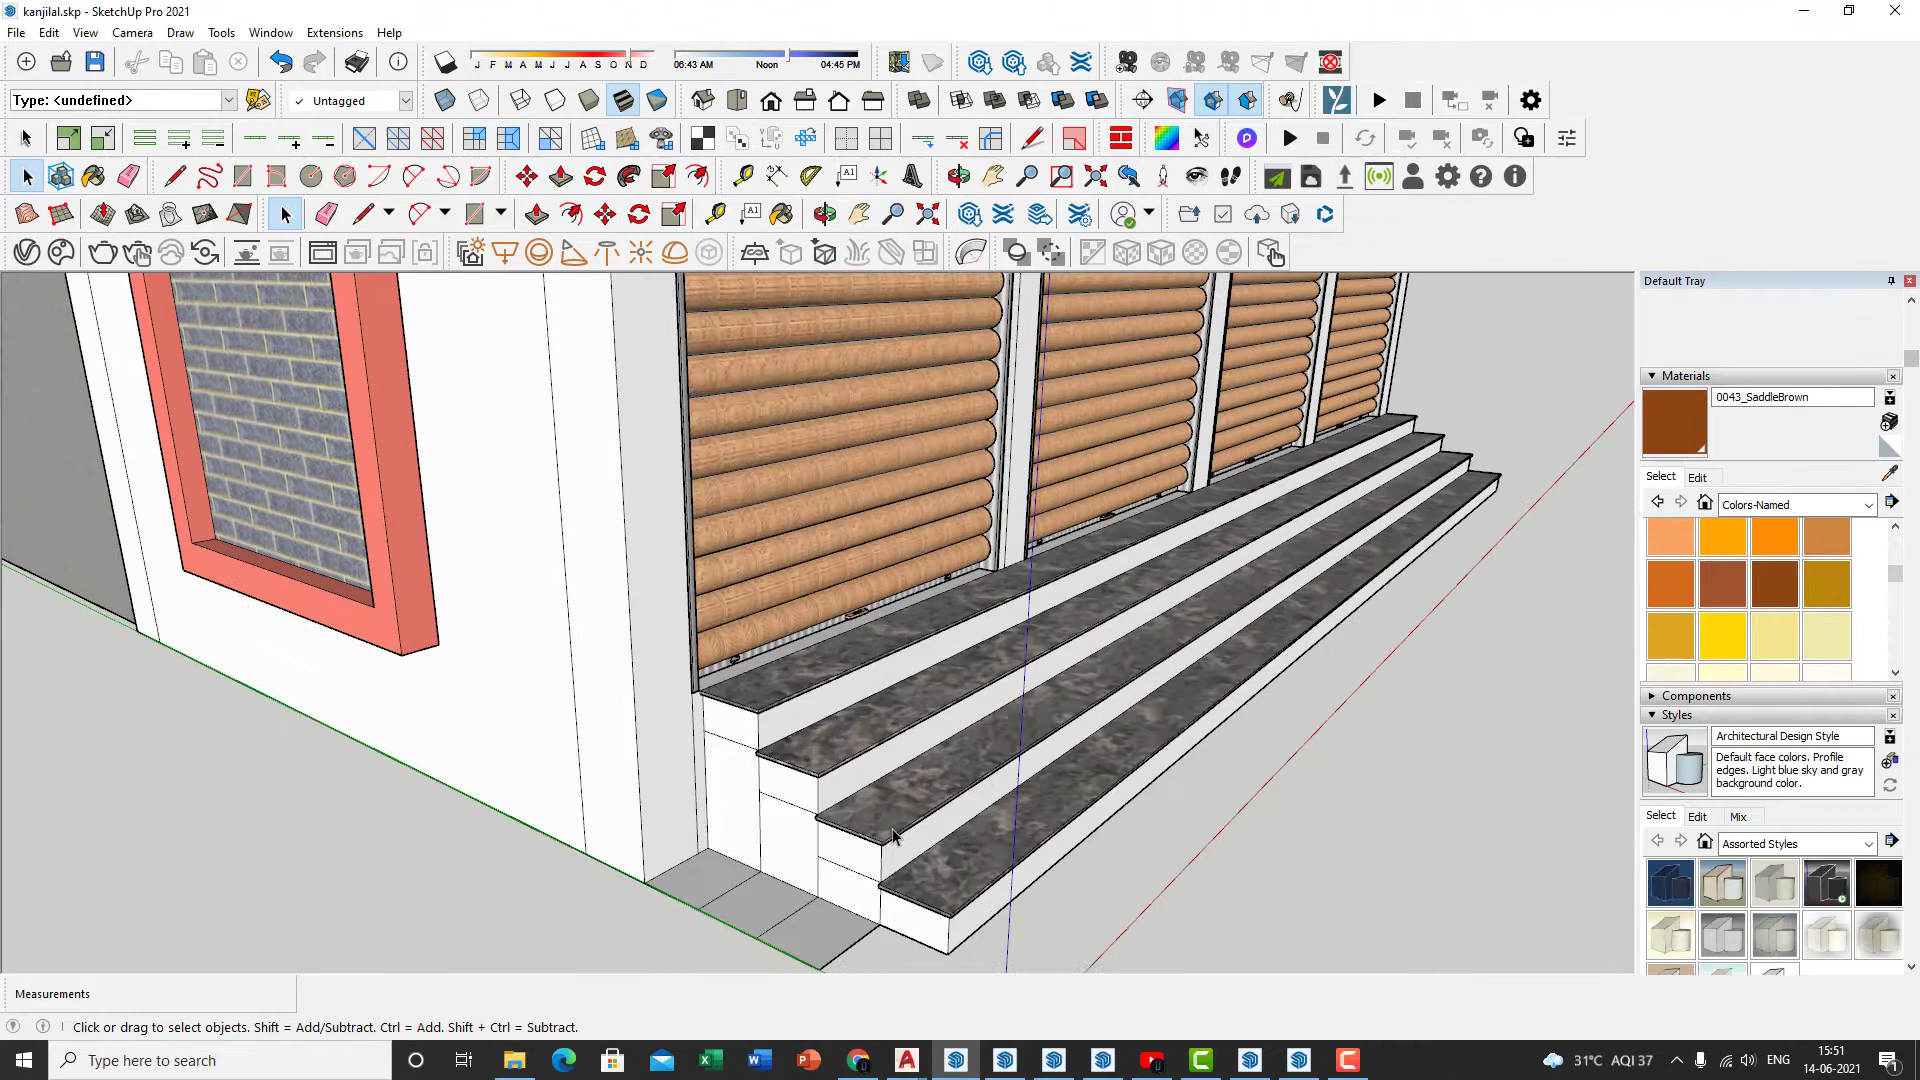 kanjilal.skp - SketchUp Pro 2021
File Edit View Camera Draw Tools Window Extensions Help
J F M A M J J A S O N D 06:43 AM Noon 04:45 PM
Type: <undefined> ✓ Untagged
A1
A1
Default Tray
Materials
0043_SaddleBrown
Select Edit
Colors-Named
Components
Styles
Architectural Design Style
Default face colors. Profile edges. Light blue sky and gray background color.
Select Edit Mix
Assorted Styles
Measurements
Click or drag to select objects. Shift = Add/Subtract. Ctrl = Add. Shift + Ctrl = Subtract.
Type here to search
31°C AQI 37 ENG 15:51 14-06-2021